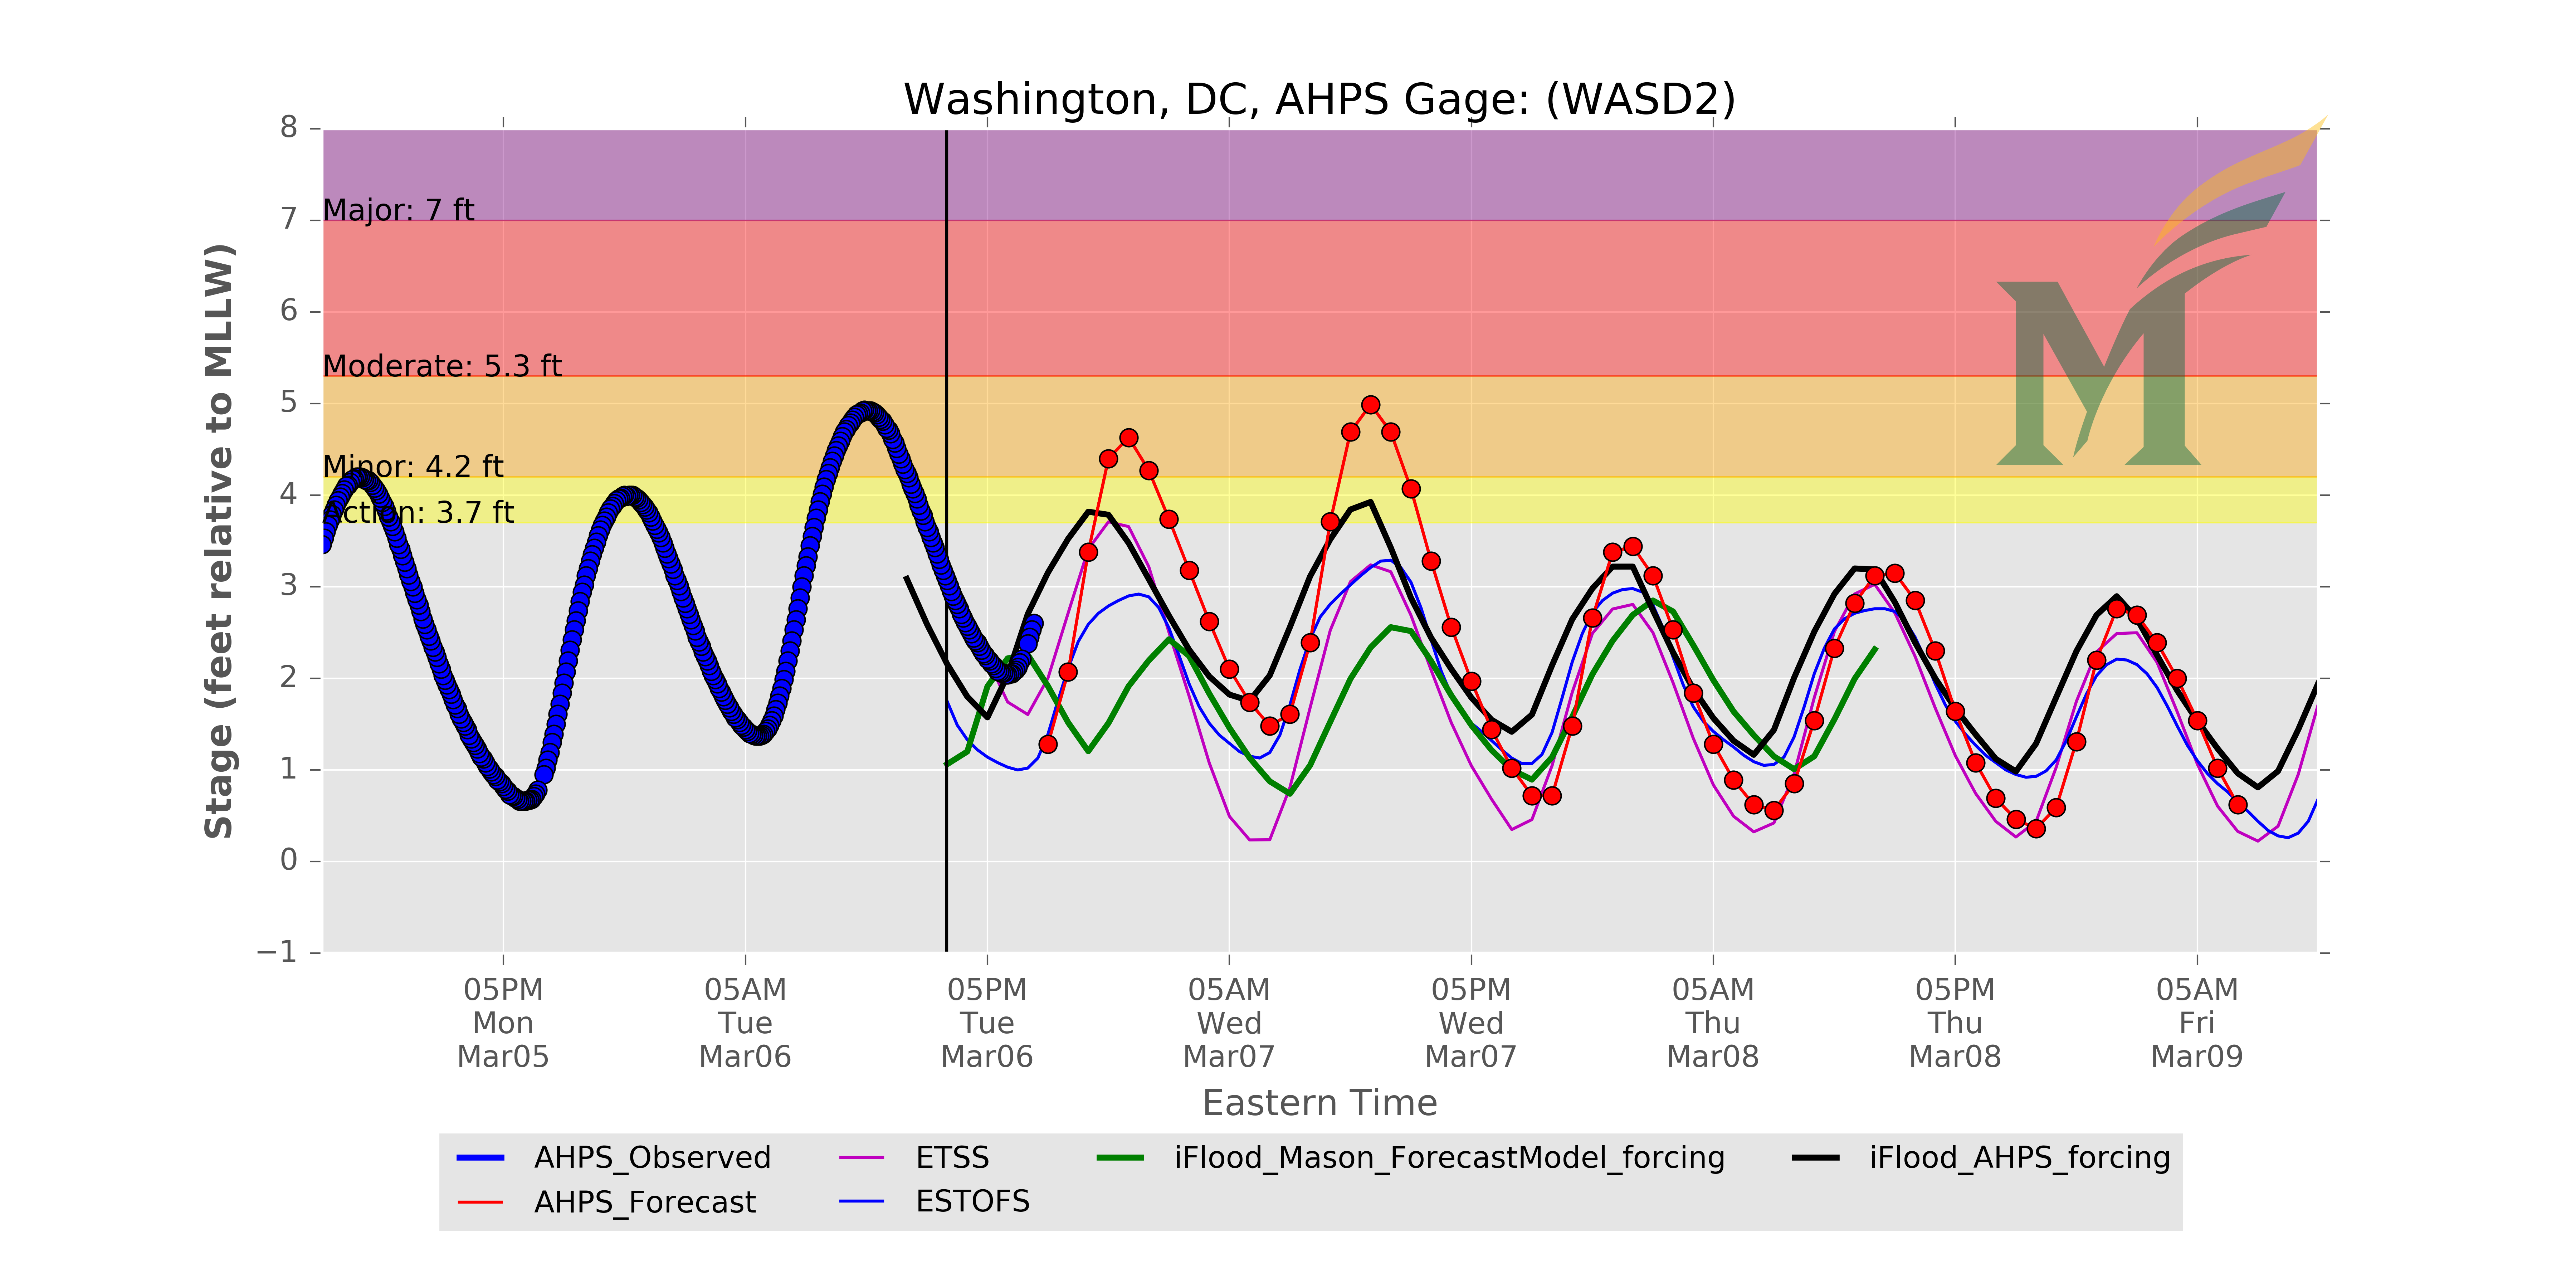 Washington, DC, AHPS Gage: (WASD2)
8
7
6
5
4
3
2
1
0
−1
Stage (feet relative to MLLW)
Major: 7 ft
Moderate: 5.3 ft
Minor: 4.2 ft
Action: 3.7 ft
05PM 05AM 05PM 05AM 05PM 05AM 05PM 05AM
Mon Tue Tue Wed Wed Thu Thu Fri
Mar05 Mar06 Mar06 Mar07 Mar07 Mar08 Mar08 Mar09
Eastern Time
AHPS_Observed ETSS iFlood_Mason_ForecastModel_forcing iFlood_AHPS_forcing
AHPS_Forecast ESTOFS
M